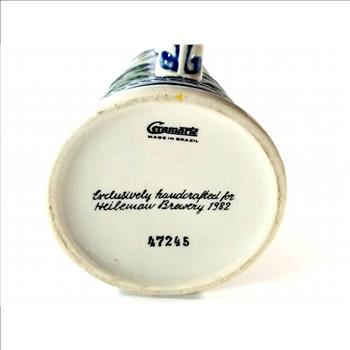 Ceramarte
MADE IN BRAZIL
Exclusively handcrafted for
Heileman Brewery 1982
47245